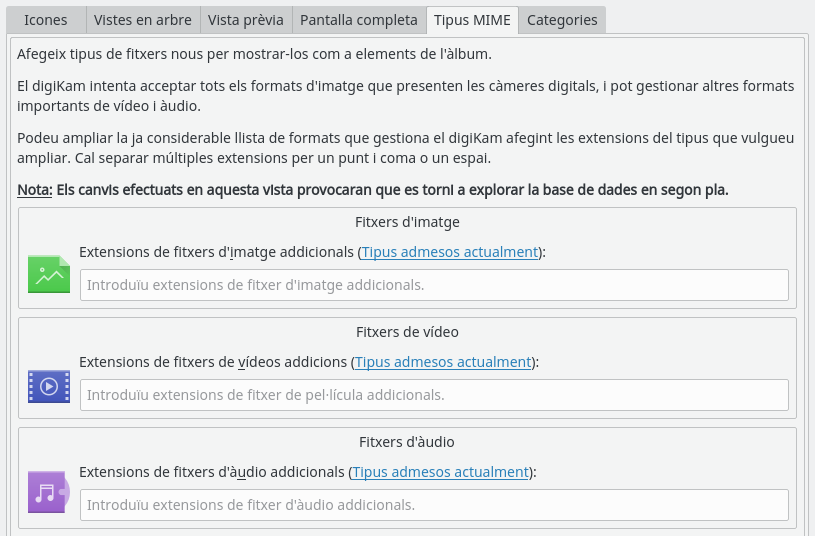 Icones Vistes en arbre Vista prèvia Pantalla completa Tipus MIME Categories
Afegeix tipus de fitxers nous per mostrar-los com a elements de l'àlbum.
El digiKam intenta acceptar tots els formats d'imatge que presenten les càmeres digitals, i pot gestionar altres formats
importants de vídeo i àudio.
Podeu ampliar la ja considerable llista de formats que gestiona el digiKam afegint les extensions del tipus que vulgueu
ampliar. Cal separar múltiples extensions per un punt i coma o un espai.
Nota: Els canvis efectuats en aquesta vista provocaran que es torni a explorar la base de dades en segon pla.
Fitxers d'imatge
Extensions de fitxers d'imatge addicionals (Tipus admesos actualment):
Introduïu extensions de fitxer d'imatge addicionals.
Fitxers de vídeo
Extensions de fitxers de vídeos addicions (Tipus admesos actualment):
Introduïu extensions de fitxer de pel·lícula addicionals.
Fitxers d'àudio
Extensions de fitxers d'àudio addicionals (Tipus admesos actualment):
Introduïu extensions de fitxer d'àudio addicionals.